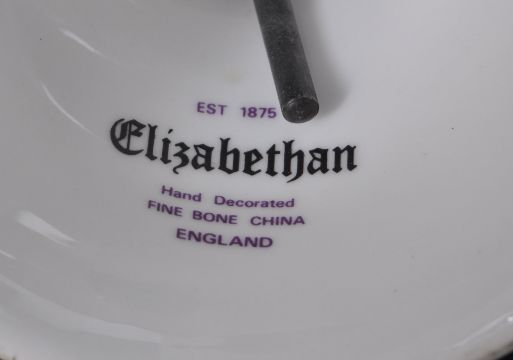 EST 1875
Elizabethan
Hand Decorated
FINE BONE CHINA
ENGLAND